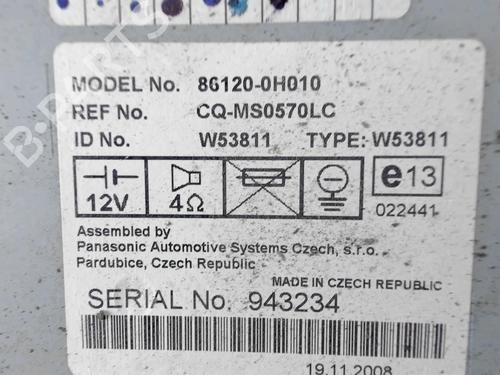 MODEL No. 86120-0H010
REF No. CQ-MS0570LC
ID No. W53811 TYPE: W53811
12V 4Ω e13
022441
Assembled by
Panasonic Automotive Systems Czech, s.r.o.
Pardubice, Czech Republic
MADE IN CZECH REPUBLIC
SERIAL No. 943234
19.11.2008
B-PARTS